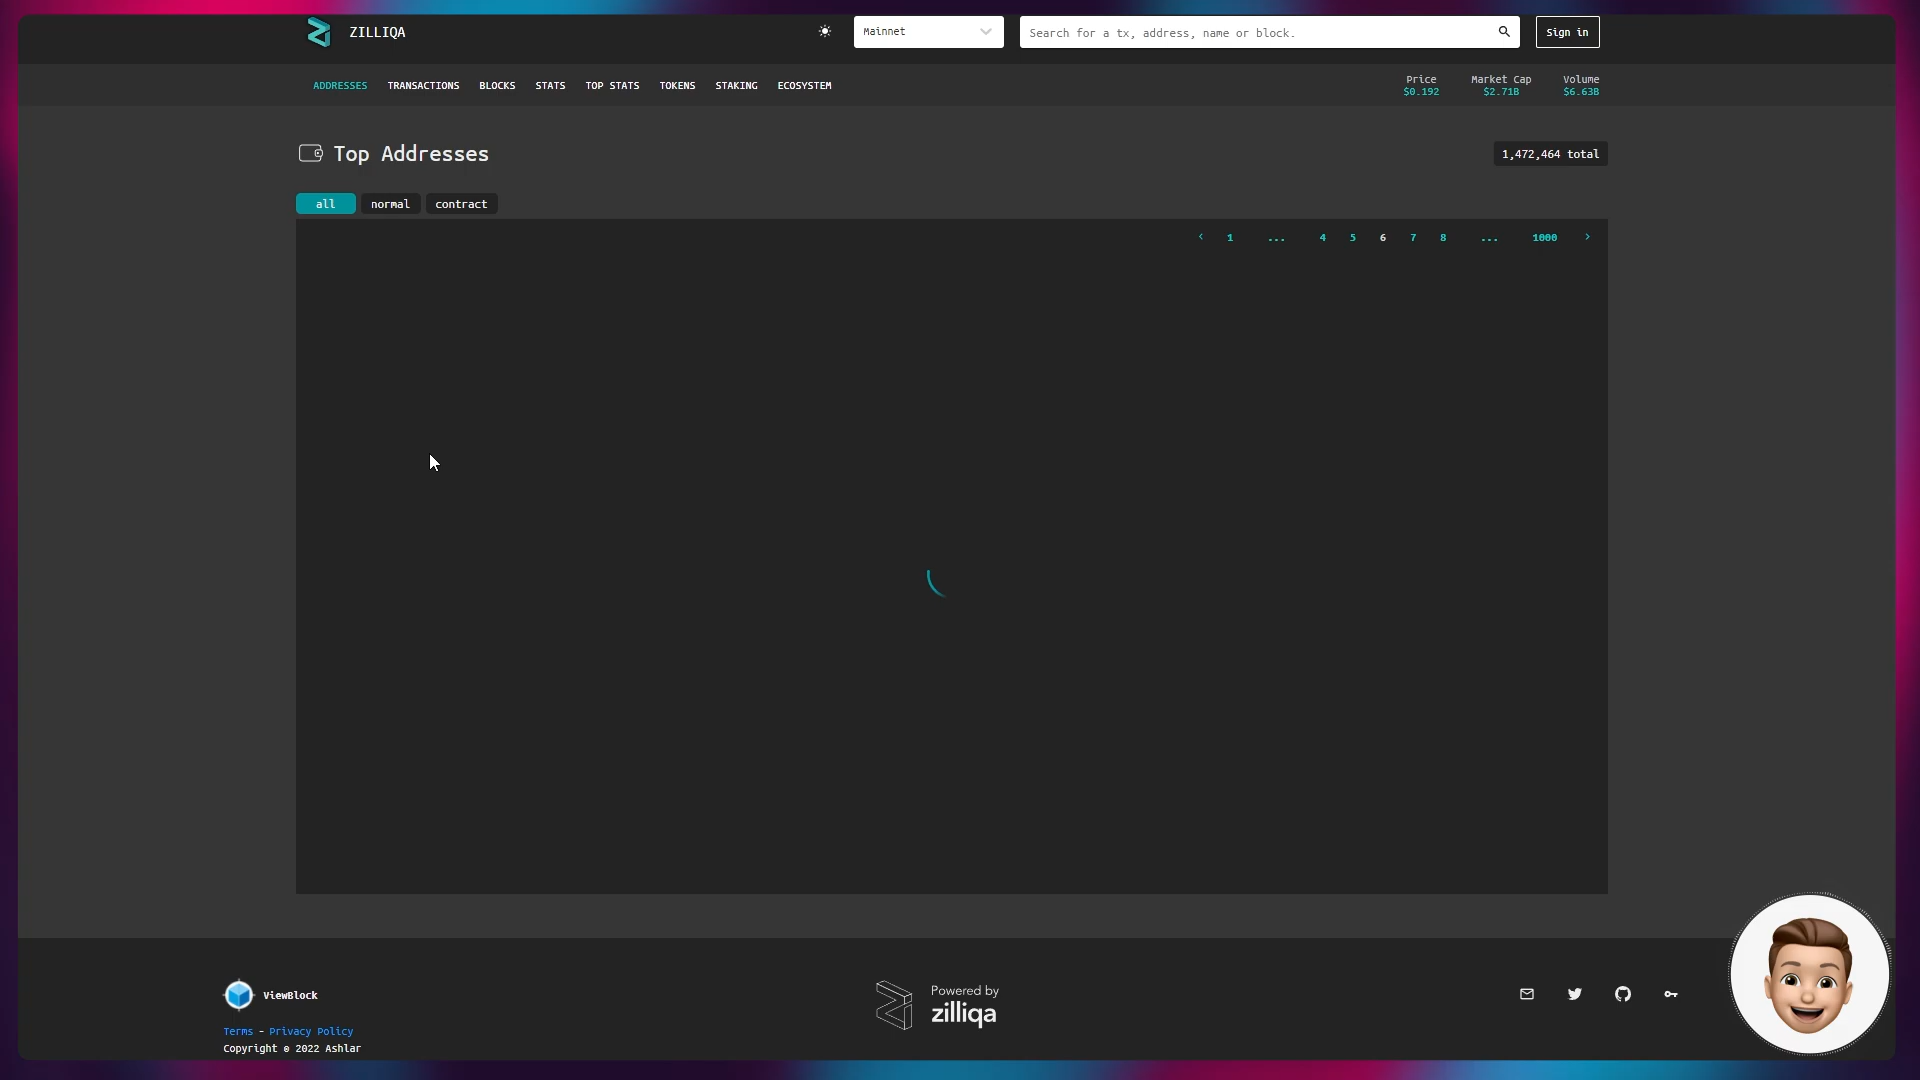 ZILLIQA
Mainnet
Search for a tx, address, name or block.
Sign in
ADDRESSES TRANSACTIONS BLOCKS STATS TOP STATS TOKENS STAKING ECOSYSTEM
Price Market Cap Volume
$0.192 $2.71B $6.63B
Top Addresses
1,472,464 total
all normal contract
‹ 1 ... 4 5 6 7 8 ... 1000 ›
ViewBlock
Powered by
zilliqa
Terms - Privacy Policy
Copyright © 2022 Ashlar